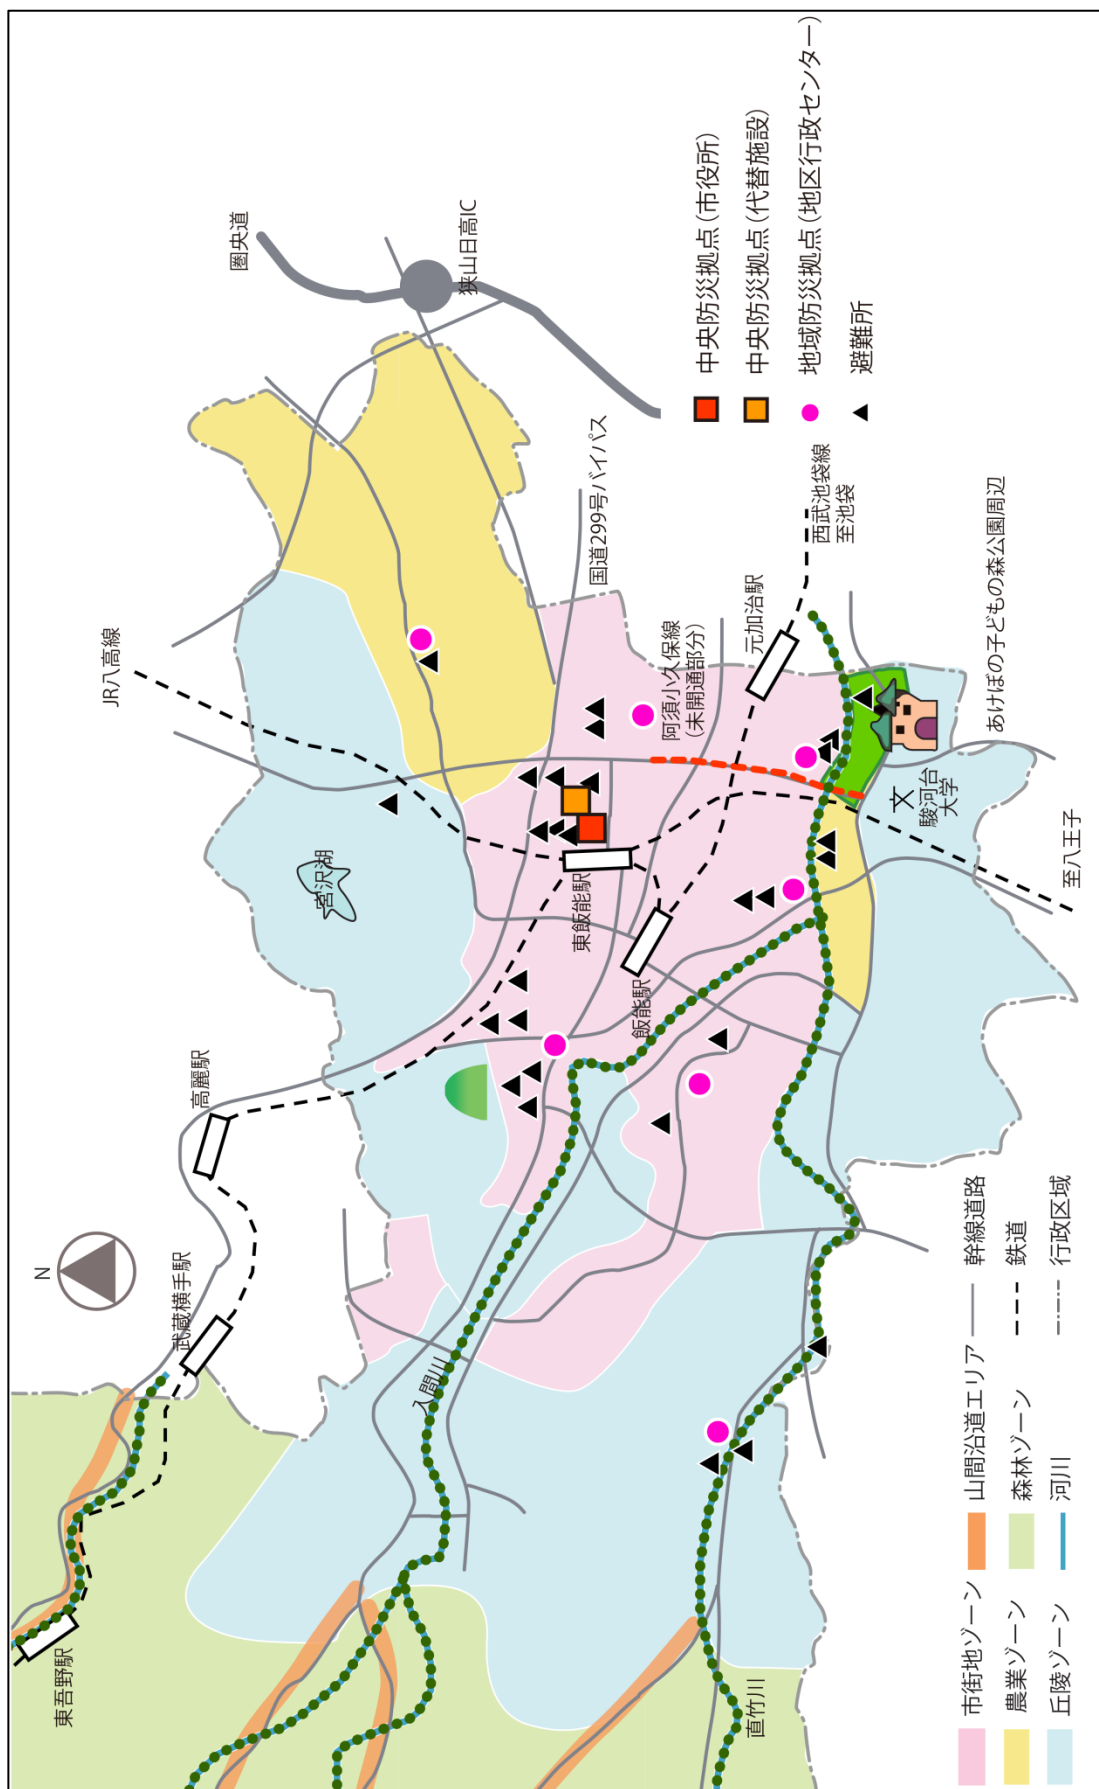 N
東吾野駅
武蔵横手駅
高麗駅
JR八高線
圏央道
狭山日高IC
宮沢湖
国道299号バイパス
東飯能駅
飯能駅
阿須小久保線
(未開通部分)
元加治駅
西武池袋線
至池袋
入間川
直竹川
文
駿河台
大学
あけぼの子どもの森公園周辺
至八王子
中央防災拠点(市役所)
中央防災拠点(代替施設)
地域防災拠点(地区行政センター)
避難所
市街地ゾーン
農業ゾーン
丘陵ゾーン
山間沿道エリア
森林ゾーン
河川
幹線道路
鉄道
行政区域